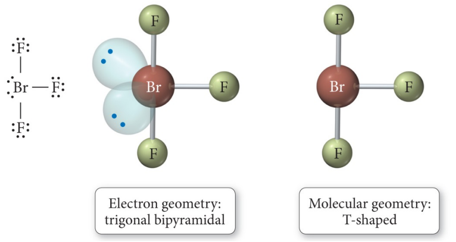 :F:
Br — F:
:F:
F
Br
F
F
Electron geometry:
trigonal bipyramidal
F
Br
F
F
Molecular geometry:
T-shaped